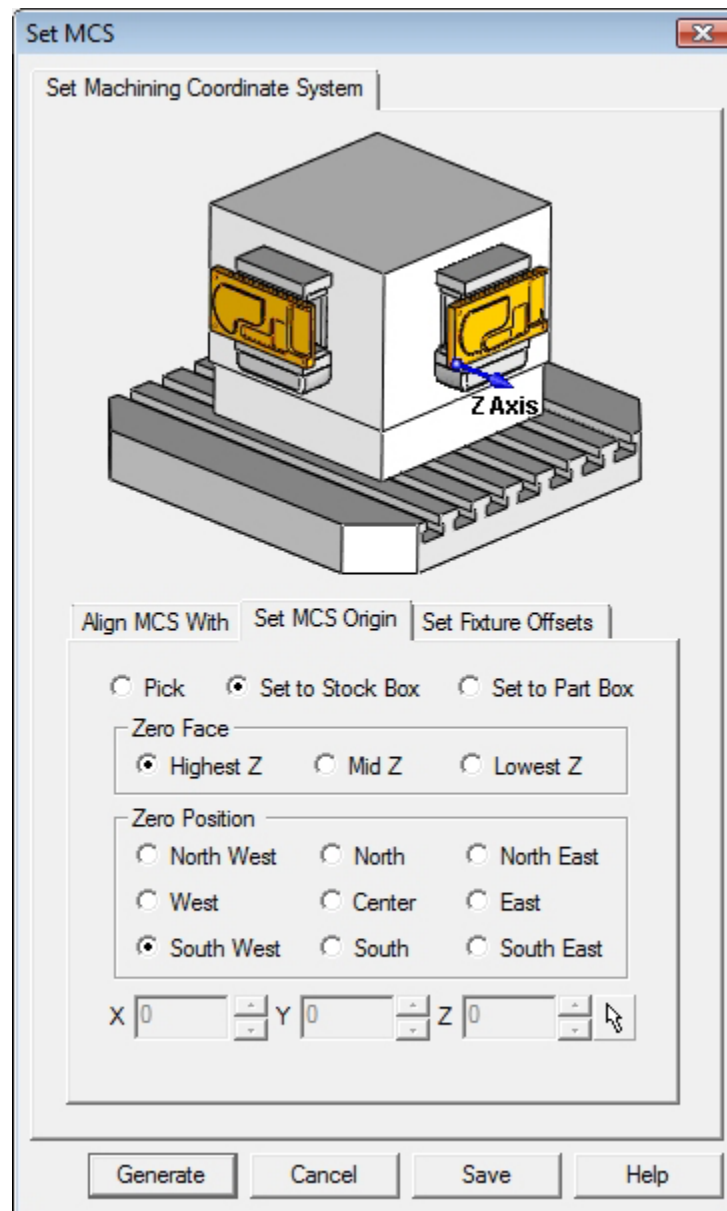 Set MCS
Set Machining Coordinate System
Z Axis
Align MCS With Set MCS Origin Set Fixture Offsets
Pick Set to Stock Box Set to Part Box
Zero Face
Highest Z Mid Z Lowest Z
Zero Position
North West North North East
West Center East
South West South South East
X 0 Y 0 Z 0
Generate Cancel Save Help